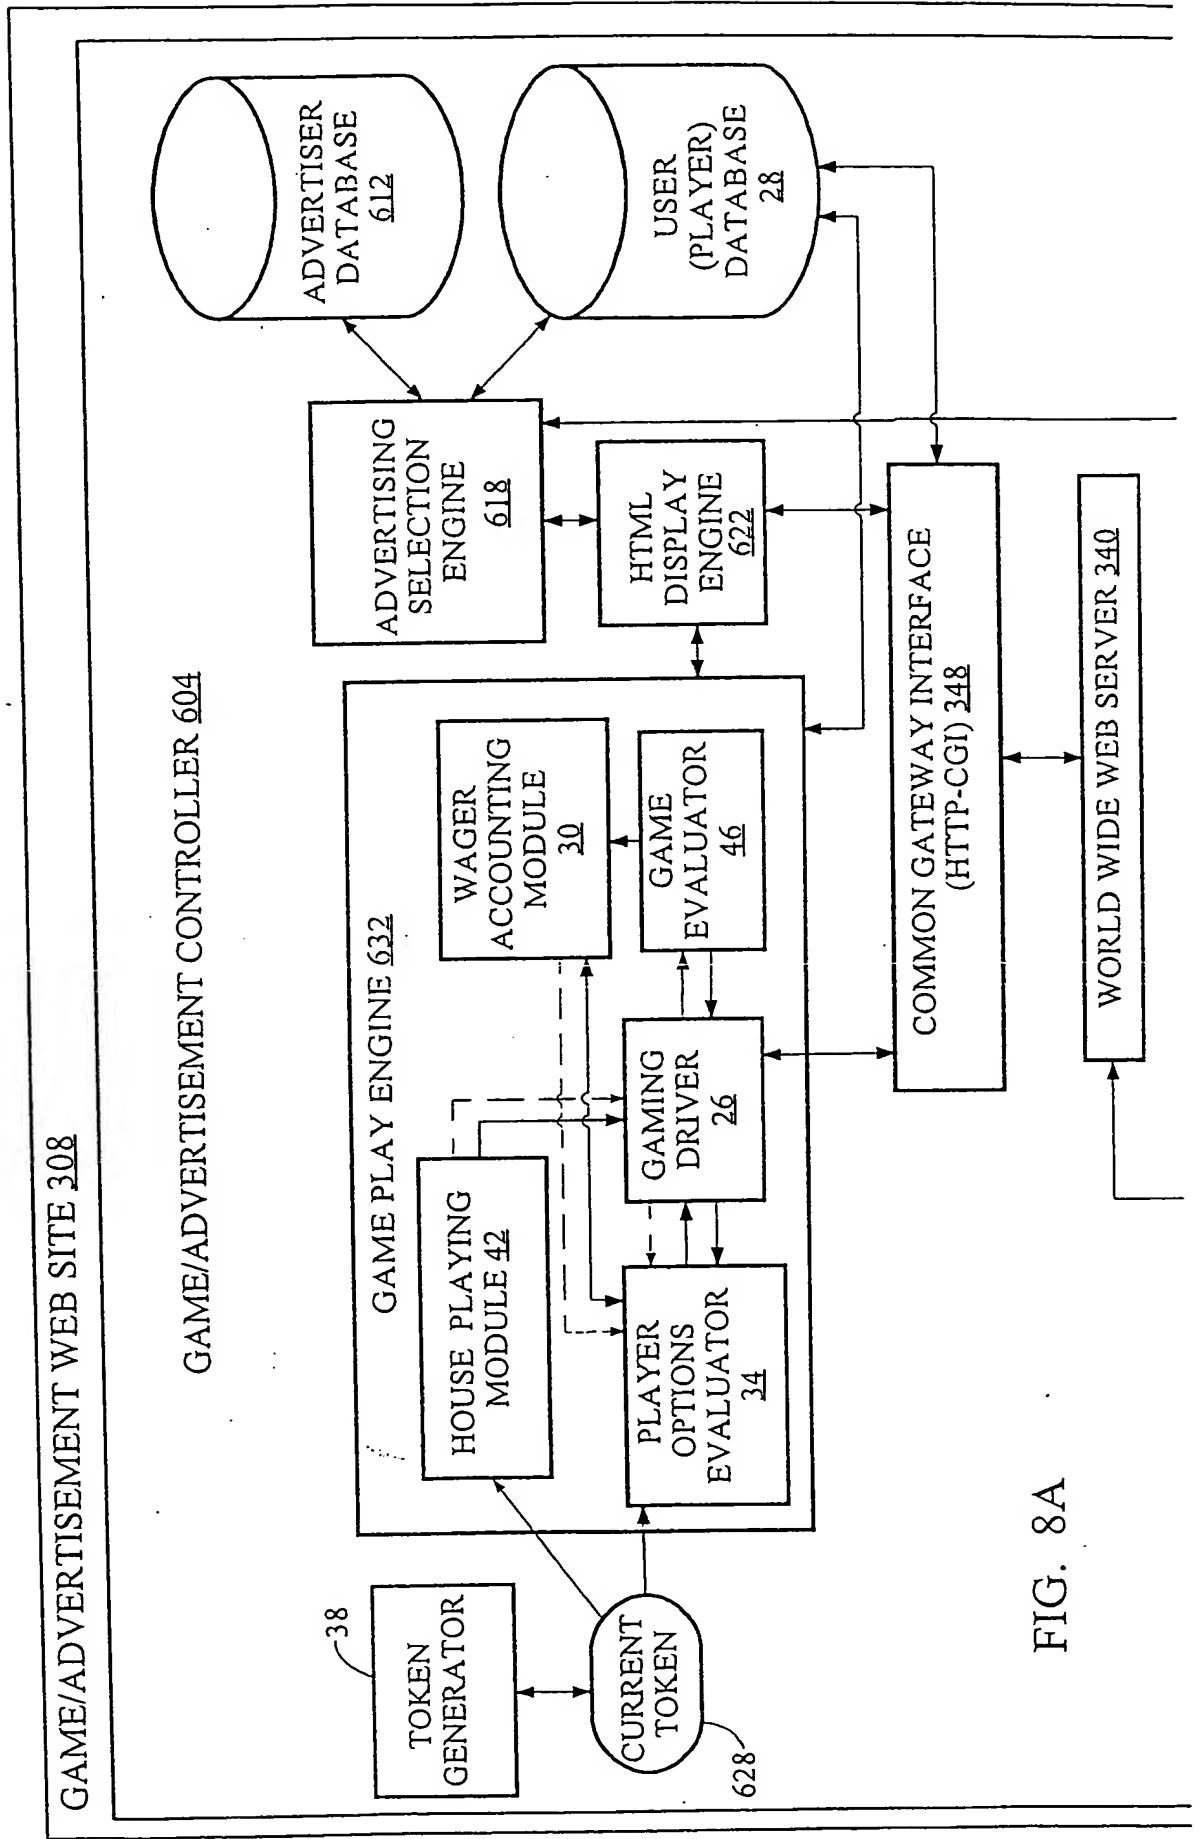 GAME/ADVERTISEMENT WEB SITE 308
GAME/ADVERTISEMENT CONTROLLER 604
38
TOKEN
GENERATOR
CURRENT
TOKEN
628
GAME PLAY ENGINE 632
HOUSE PLAYING
MODULE 42
WAGER
ACCOUNTING
MODULE
30
PLAYER
OPTIONS
EVALUATOR
34
GAMING
DRIVER
26
GAME
EVALUATOR
46
ADVERTISING
SELECTION
ENGINE
618
HTML
DISPLAY
ENGINE
622
ADVERTISER
DATABASE
612
USER
(PLAYER)
DATABASE
28
COMMON GATEWAY INTERFACE
(HTTP-CGI) 348
WORLD WIDE WEB SERVER 340
FIG. 8A